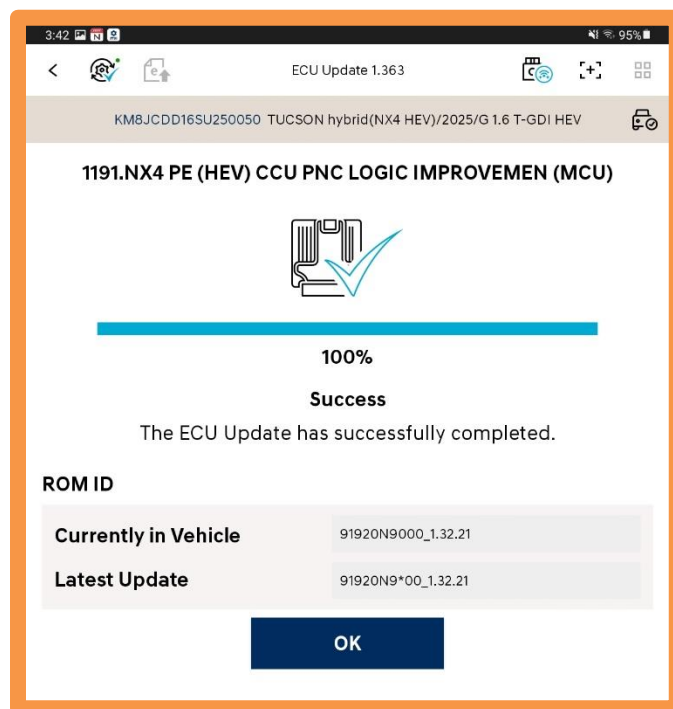 3:42 95%
ECU Update 1.363
KM8JCDD16SU250050 TUCSON hybrid(NX4 HEV)/2025/G 1.6 T-GDI HEV
1191.NX4 PE (HEV) CCU PNC LOGIC IMPROVEMEN (MCU)
100%
Success
The ECU Update has successfully completed.
ROM ID
Currently in Vehicle 91920N9000_1.32.21
Latest Update 91920N9*00_1.32.21
OK